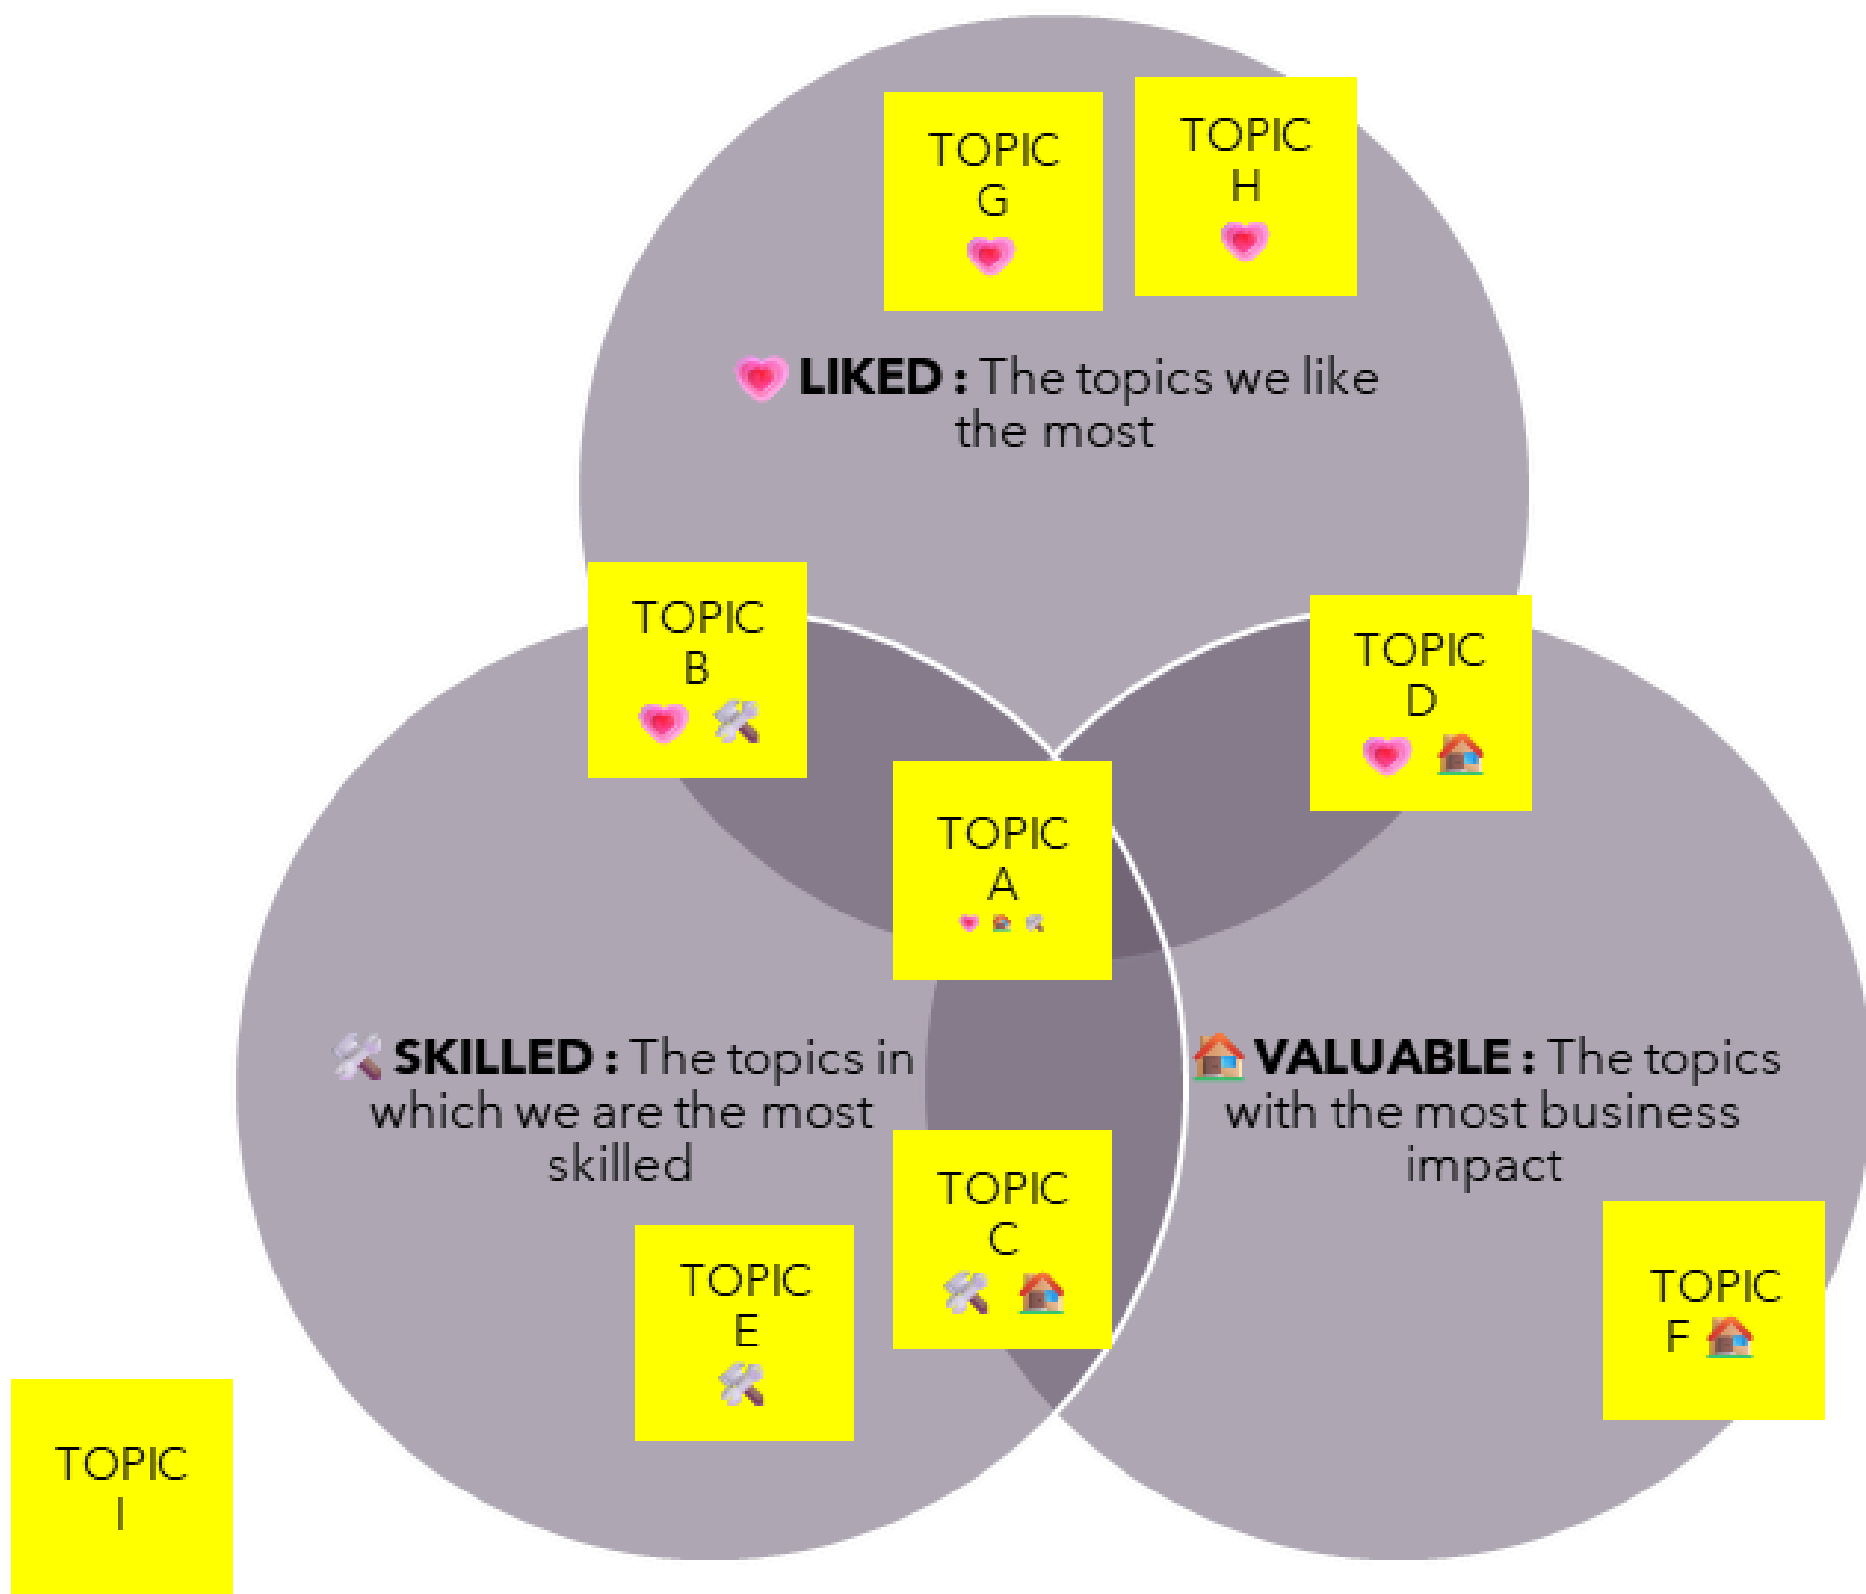 TOPIC
G
TOPIC
H
LIKED : The topics we like
the most
TOPIC
B
TOPIC
D
TOPIC
A
SKILLED : The topics in
which we are the most
skilled
VALUABLE : The topics
with the most business
impact
TOPIC
C
TOPIC
E
TOPIC
F
TOPIC
I